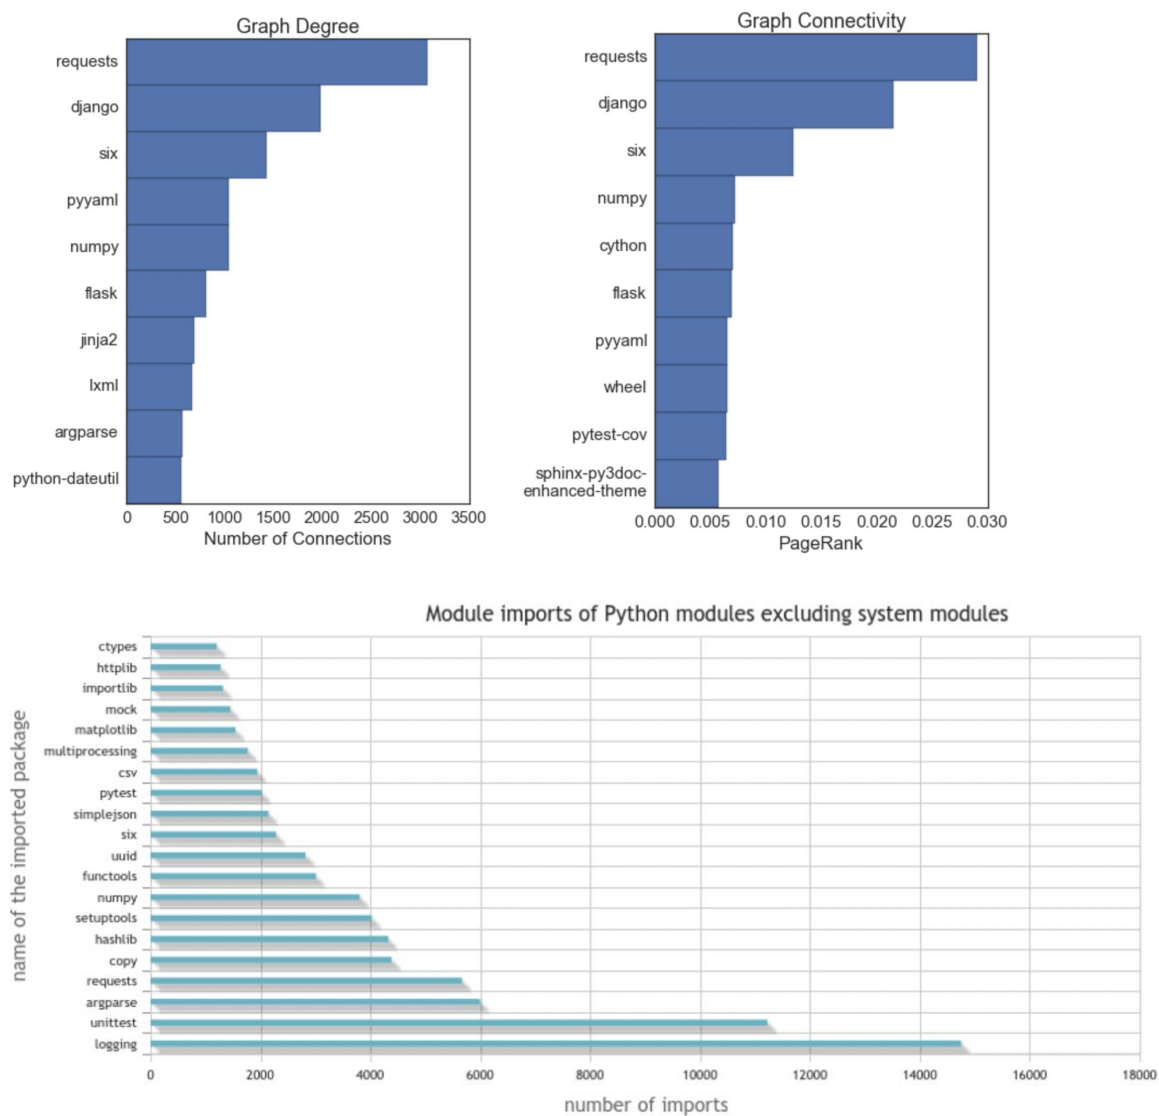 Graph Degree
requests
django
six
pyyaml
numpy
flask
jinja2
lxml
argparse
python-dateutil
0 500 1000 1500 2000 2500 3000 3500
Number of Connections
Graph Connectivity
requests
django
six
numpy
cython
flask
pyyaml
wheel
pytest-cov
sphinx-py3doc-
enhanced-theme
0.000 0.005 0.010 0.015 0.020 0.025 0.030
PageRank
Module imports of Python modules excluding system modules
name of the imported package
ctypes
httplib
importlib
mock
matplotlib
multiprocessing
csv
pytest
simplejson
six
uuid
functools
numpy
setuptools
hashlib
copy
requests
argparse
unittest
logging
0 2000 4000 6000 8000 10000 12000 14000 16000 18000
number of imports